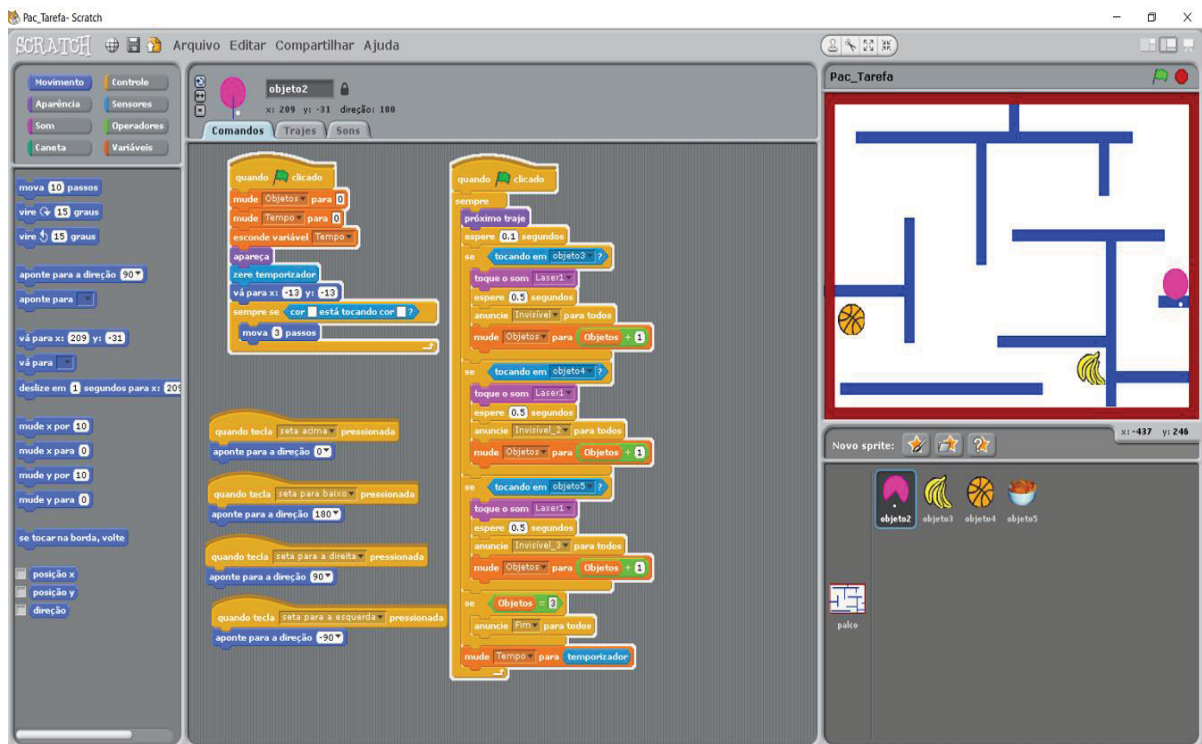 Pac_Tarefa- Scratch
SCRATCH Arquivo Editar Compartilhar Ajuda
Movimento Controle
Aparência Sensores
Som Operadores
Caneta Variáveis
mova 10 passos
vire 15 graus
vire 15 graus
aponte para a direção 90
aponte para
vá para x: 209 y: -31
vá para
deslize em 1 segundos para x: 209
mude x por 10
mude x para 0
mude y por 10
mude y para 0
se tocar na borda, volte
posição x
posição y
direção
objeto2
x: 209 y: -31 direção: 180
Comandos Trajes Sons
quando clicado
mude Objetos para 0
mude Tempo para 0
esconde variável Tempo
apareça
zere temporizador
vá para x: -13 y: -13
sempre se cor está tocando cor ?
mova 3 passos
quando tecla seta acima pressionada
aponte para a direção 0
quando tecla seta para baixo pressionada
aponte para a direção 180
quando tecla seta para a direita pressionada
aponte para a direção 90
quando tecla seta para a esquerda pressionada
aponte para a direção -90
quando clicado
sempre
próximo traje
espere 0.1 segundos
se tocando em objeto3 ?
toque o som Laser1
espere 0.5 segundos
anuncie Invisível para todos
mude Objetos para Objetos + 1
se tocando em objeto4 ?
toque o som Laser1
espere 0.5 segundos
anuncie Invisível_2 para todos
mude Objetos para Objetos + 1
se tocando em objeto5 ?
toque o som Laser1
espere 0.5 segundos
anuncie Invisível_3 para todos
mude Objetos para Objetos + 1
se Objetos = 3
anuncie Fim para todos
mude Tempo para temporizador
Pac_Tarefa
x: -437 y: 246
Novo sprite:
objeto2 objeto3 objeto4 objeto5
palco